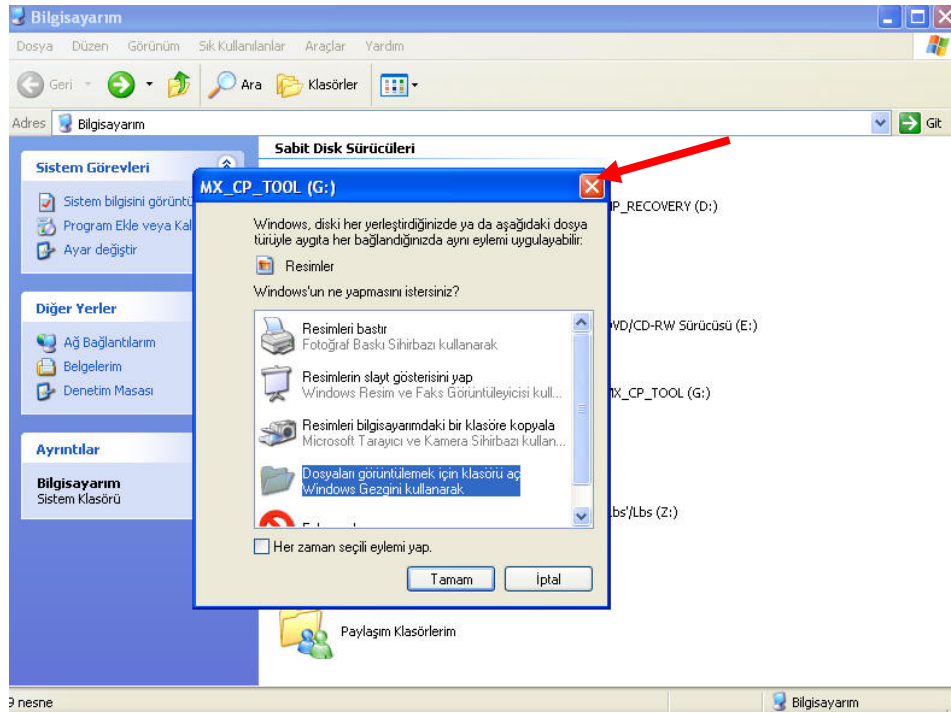 Bilgisayarım
Dosya Düzen Görünüm Sık Kullanılanlar Araçlar Yardım
Geri Ara Klasörler
Adres Bilgisayarım Git
Sabit Disk Sürücüleri
Sistem Görevleri
Sistem bilgisini görüntü
Program Ekle veya Kal
Ayar değiştir
Diğer Yerler
Ağ Bağlantılarım
Belgelerim
Denetim Masası
Ayrıntılar
Bilgisayarım
Sistem Klasörü
MX_CP_TOOL (G:)
Windows, diski her yerleştirdiğinizde ya da aşağıdaki dosya
türüyle aygıta her bağlandığınızda aynı eylemi uygulayabilir:
Resimler
Windows'un ne yapmasını istersiniz?
Resimleri bastır
Fotoğraf Baskı Sihirbazı kullanarak
Resimlerin slayt gösterisini yap
Windows Resim ve Faks Görüntüleyicisi kull...
Resimleri bilgisayarımdaki bir klasöre kopyala
Microsoft Tarayıcı ve Kamera Sihirbazı kullan...
Dosyaları görüntülemek için klasörü aç
Windows Gezgini kullanarak
Her zaman seçili eylemi yap.
Tamam İptal
IP_RECOVERY (D:)
VD/CD-RW Sürücüsü (E:)
MX_CP_TOOL (G:)
bs'/Lbs (Z:)
Paylaşım Klasörlerim
9 nesne
Bilgisayarım